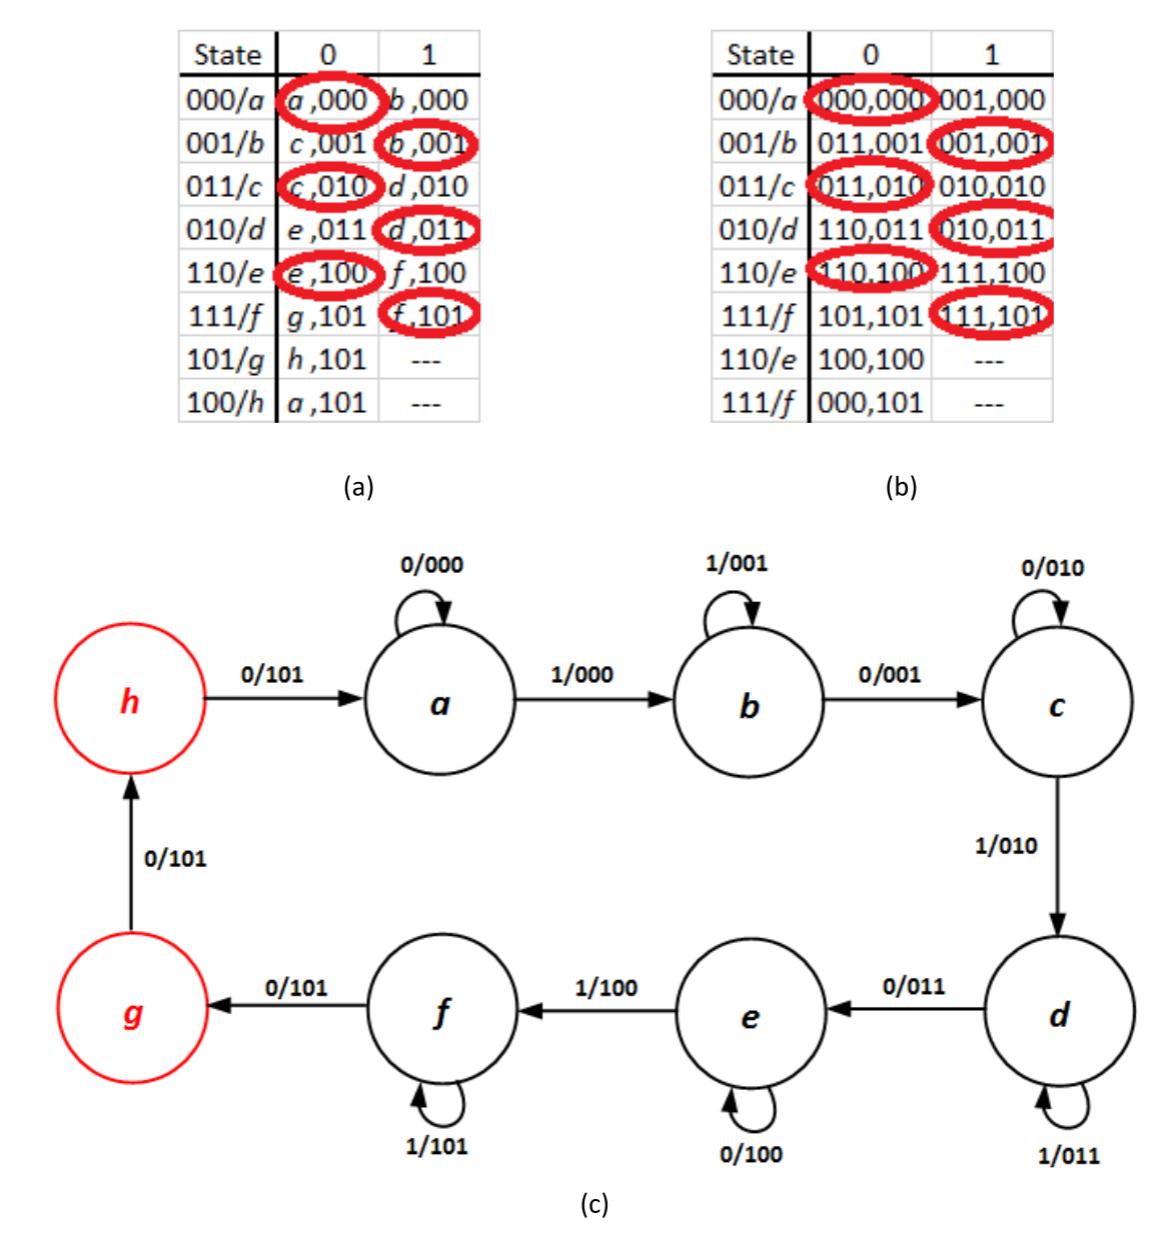 State 0 1
000/a a ,000 b ,000
001/b c ,001 b ,001
011/c c ,010 d ,010
010/d e ,011 d ,011
110/e e ,100 f ,100
111/f g ,101 f ,101
101/g h ,101 ---
100/h a ,101 ---
(a)
State 0 1
000/a 000,000 001,000
001/b 011,001 001,001
011/c 011,010 010,010
010/d 110,011 010,011
110/e 110,100 111,100
111/f 101,101 111,101
110/e 100,100 ---
111/f 000,101 ---
(b)
0/000 1/001 0/010
h 0/101 a 1/000 b 0/001 c
0/101 1/010
g 0/101 f 1/100 e 0/011 d
1/101 0/100 1/011
(c)